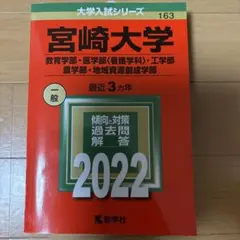 大学入試シリーズ
163
宮崎大学
教育学部・医学部〈看護学科〉・工学部
農学部・地域資源創成学部
一般
最近3カ年
傾向と対策
過去問
解答
2022
教学社